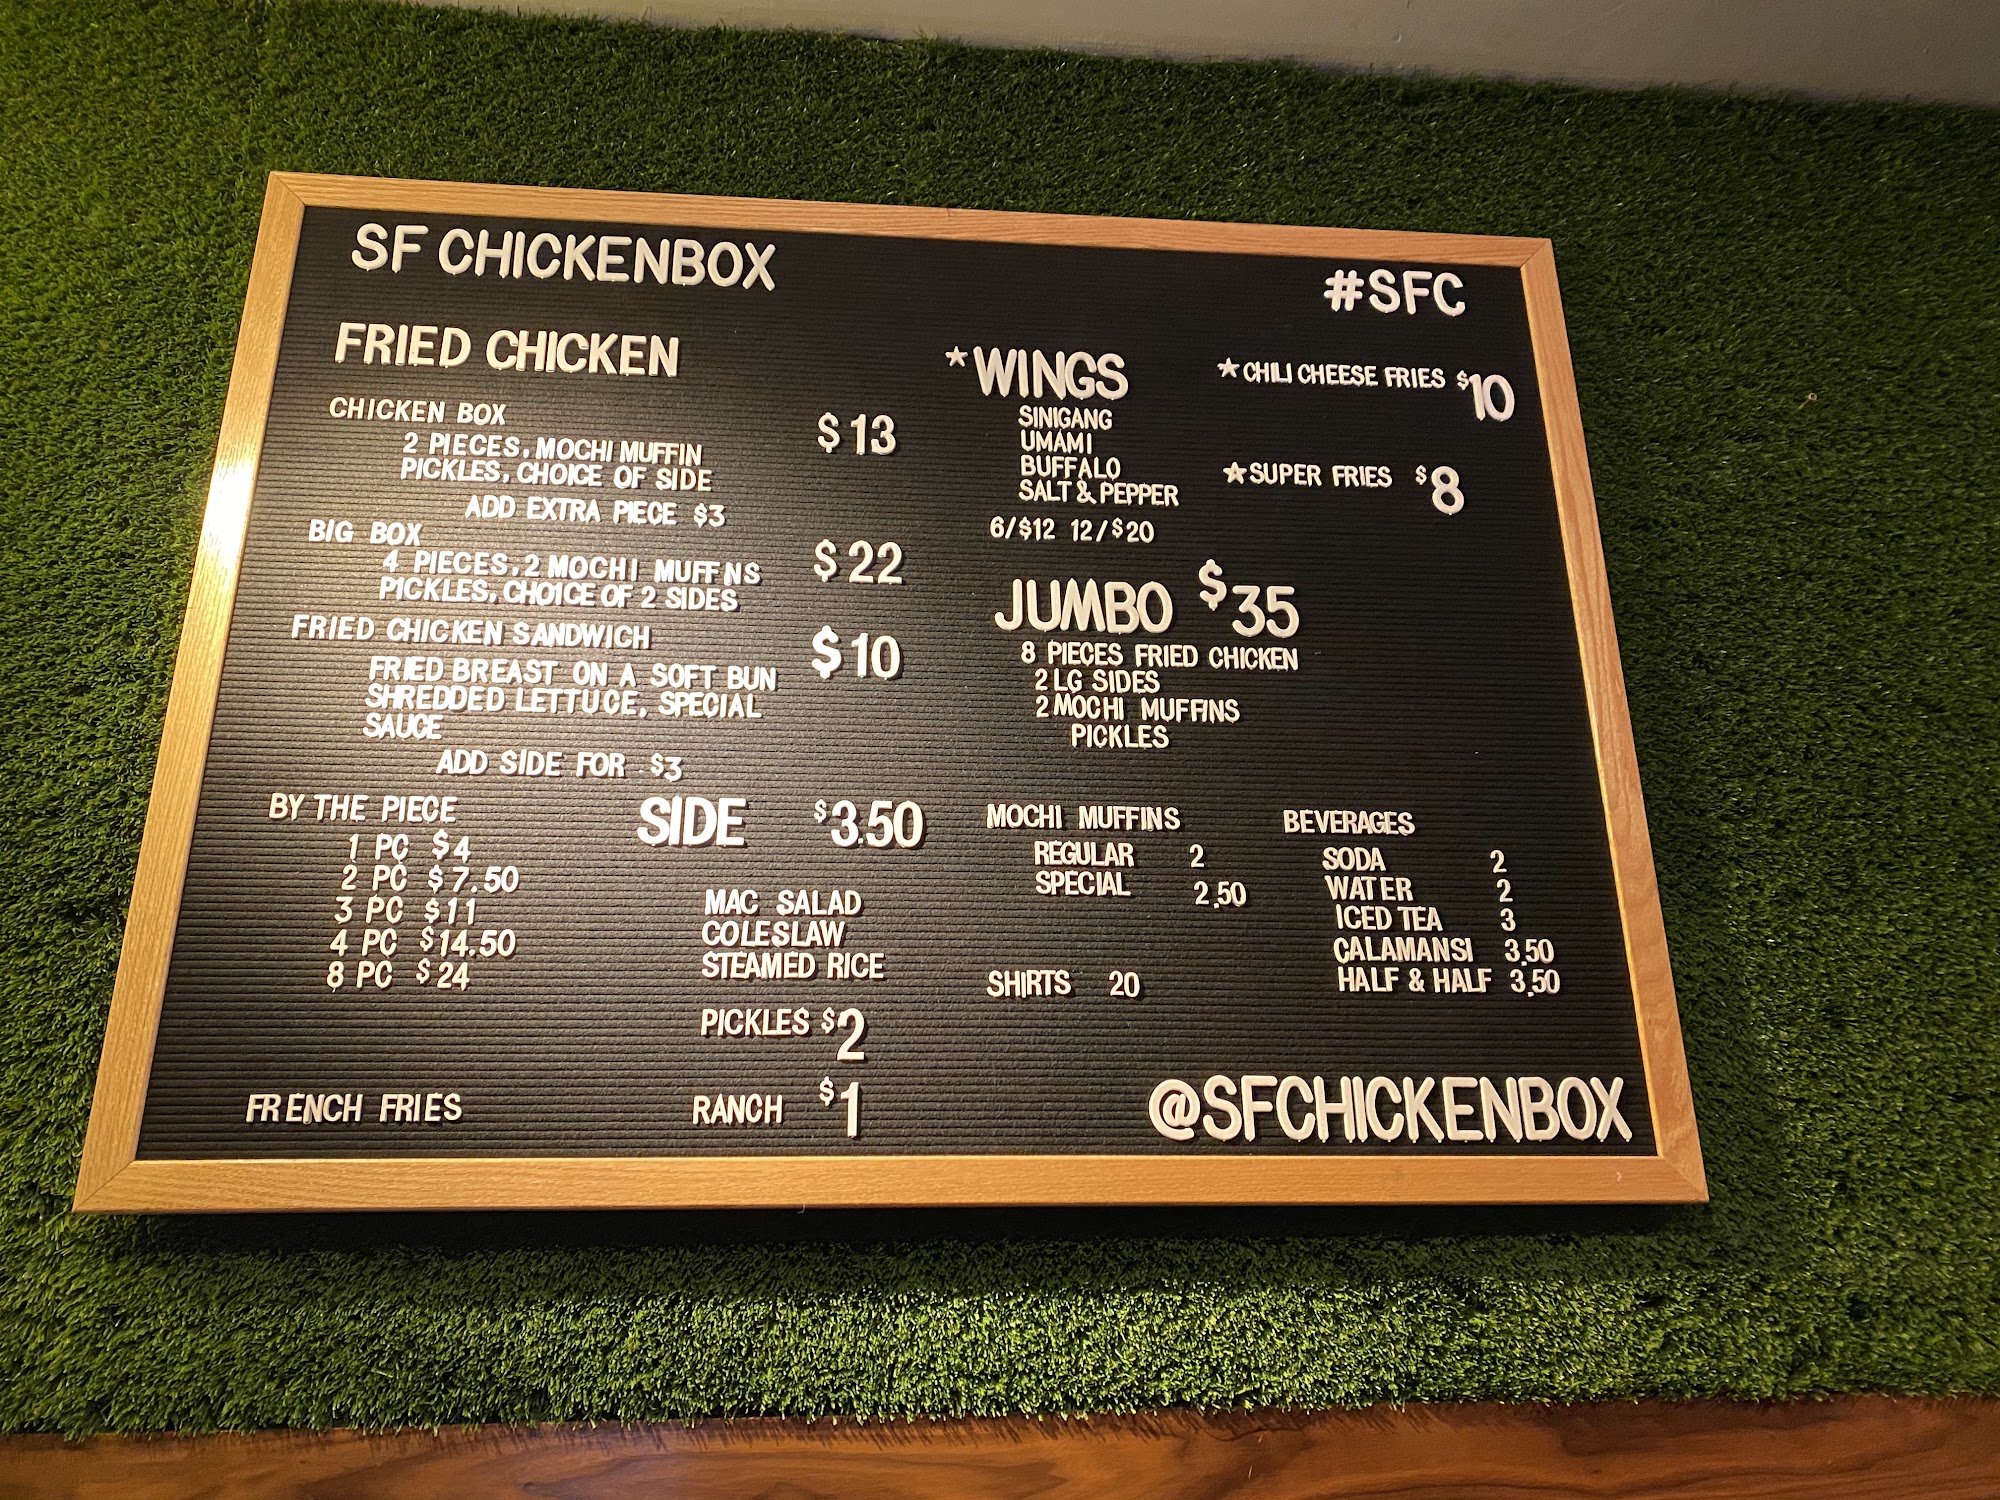 SF CHICKENBOX
#SFC
FRIED CHICKEN
CHICKEN BOX $13
2 PIECES, MOCHI MUFFIN
PICKLES, CHOICE OF SIDE
ADD EXTRA PIECE $3
BIG BOX $22
4 PIECES, 2 MOCHI MUFF NS
PICKLES, CHOICE OF 2 SIDES
FRIED CHICKEN SANDWICH $10
FRIED BREAST ON A SOFT BUN
SHREDDED LETTUCE, SPECIAL
SAUCE
ADD SIDE FOR $3
BY THE PIECE
1 PC $4
2 PC $7.50
3 PC $11
4 PC $14.50
8 PC $24
FRENCH FRIES
SIDE $3.50
MAC SALAD
COLESLAW
STEAMED RICE
PICKLES $2
RANCH $1
*WINGS
SINIGANG
UMAMI
BUFFALO
SALT & PEPPER
6/$12 12/$20
*CHILI CHEESE FRIES $10
*SUPER FRIES $8
JUMBO $35
8 PIECES FRIED CHICKEN
2 LG SIDES
2 MOCHI MUFFINS
PICKLES
MOCHI MUFFINS
REGULAR 2
SPECIAL 2.50
SHIRTS 20
BEVERAGES
SODA 2
WATER 2
ICED TEA 3
CALAMANSI 3.50
HALF & HALF 3.50
@SFCHICKENBOX